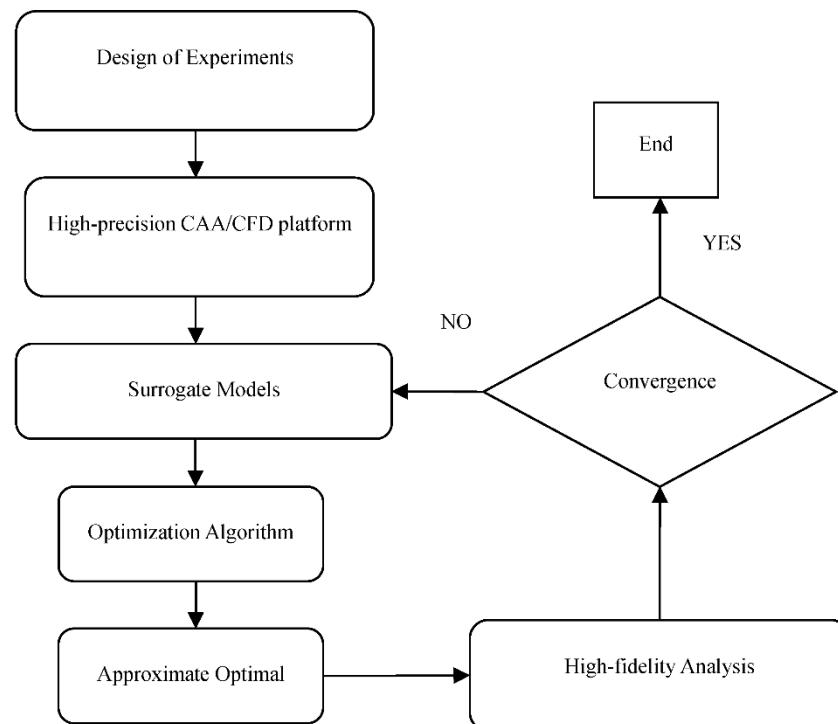 Design of Experiments
High-precision CAA/CFD platform
Surrogate Models
Optimization Algorithm
Approximate Optimal
High-fidelity Analysis
Convergence
NO
YES
End